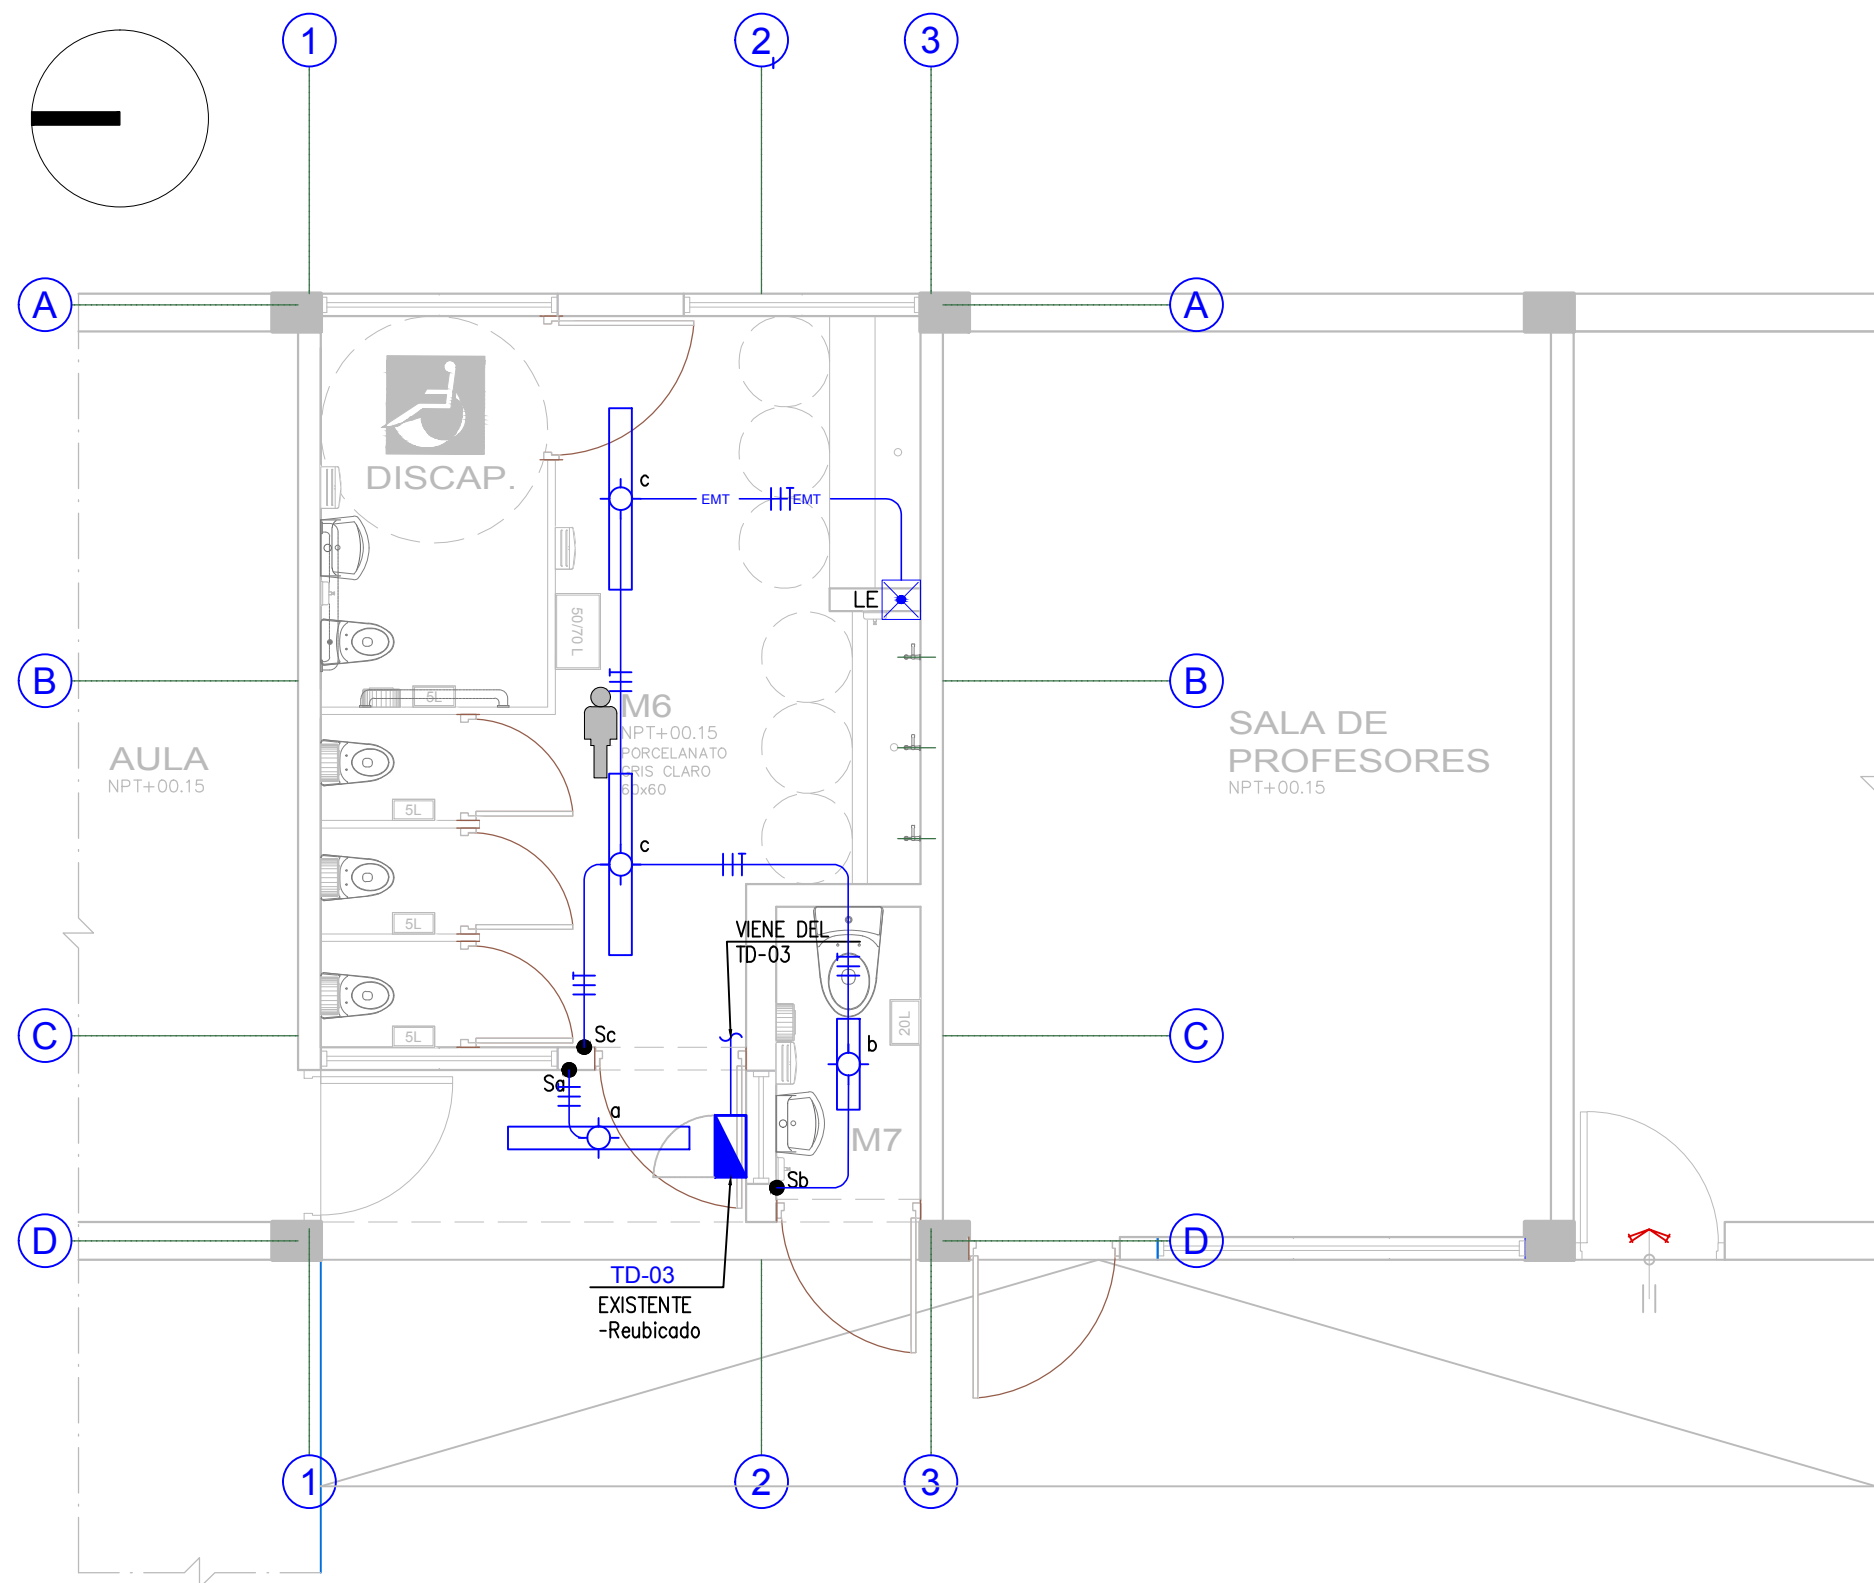 1
2
3
A
A
DISCAP.
c
EMT
EMT
LE
50/70 L
B
5L
B
M6
NPT+00.15
PORCELANATO
GRIS CLARO
60x60
SALA DE
PROFESORES
NPT+00.15
AULA
NPT+00.15
5L
c
5L
VIENE DEL
TD-03
C
5L
Sc
20L
b
C
Sa
a
M7
Sb
D
D
TD-03
EXISTENTE
-Reubicado
1
2
3